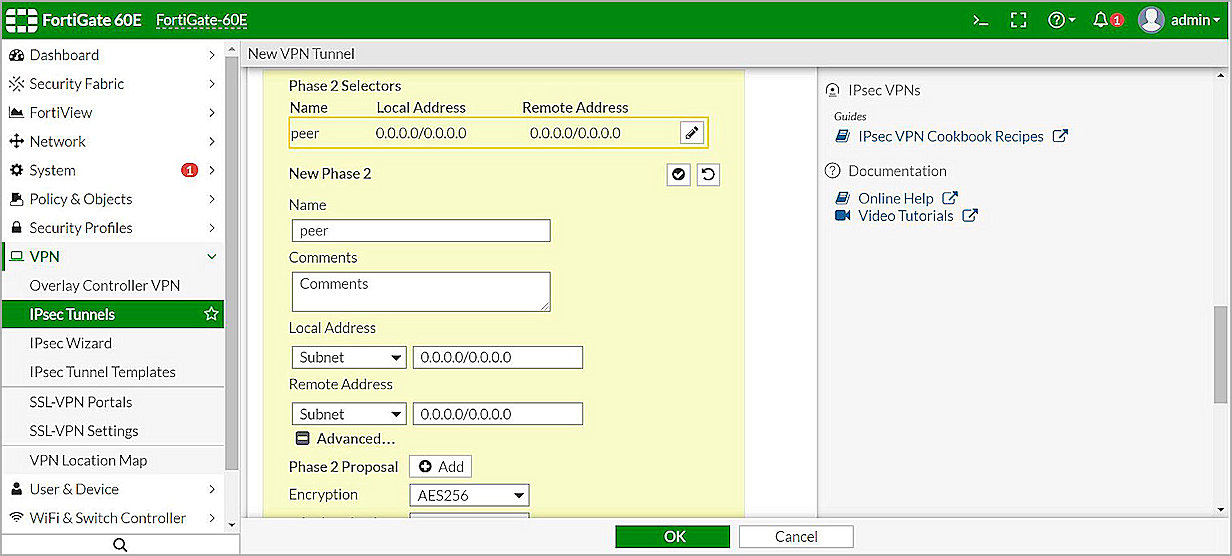 FortiGate 60E FortiGate-60E 1 admin
Dashboard
Security Fabric
FortiView
Network
System 1
Policy & Objects
Security Profiles
VPN
Overlay Controller VPN
IPsec Tunnels
IPsec Wizard
IPsec Tunnel Templates
SSL-VPN Portals
SSL-VPN Settings
VPN Location Map
User & Device
WiFi & Switch Controller
New VPN Tunnel
Phase 2 Selectors
Name Local Address Remote Address
peer 0.0.0.0/0.0.0.0 0.0.0.0/0.0.0.0
New Phase 2
Name
peer
Comments
Comments
Local Address
Subnet 0.0.0.0/0.0.0.0
Remote Address
Subnet 0.0.0.0/0.0.0.0
Advanced...
Phase 2 Proposal Add
Encryption AES256
OK Cancel
IPsec VPNs
Guides
IPsec VPN Cookbook Recipes
Documentation
Online Help
Video Tutorials